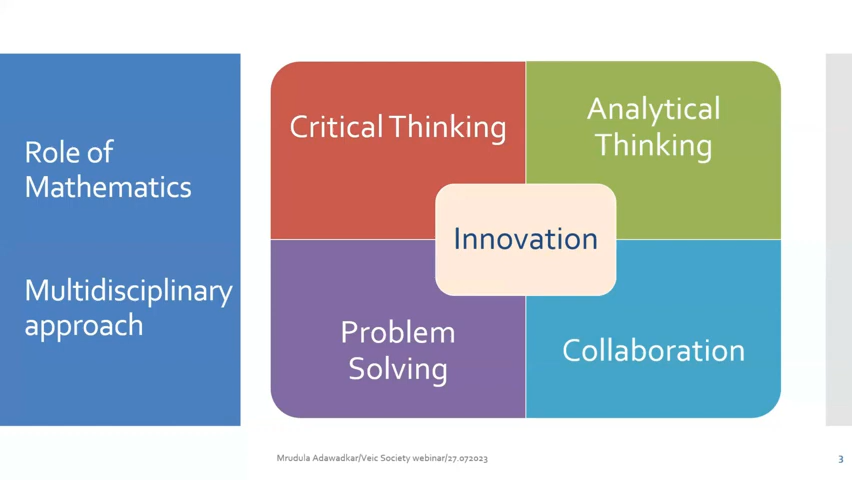 Role of
Mathematics
Multidisciplinary
approach
Critical Thinking
Analytical
Thinking
Innovation
Problem
Solving
Collaboration
Mrudula Adawadkar/Veic Society webinar/27.072023
3